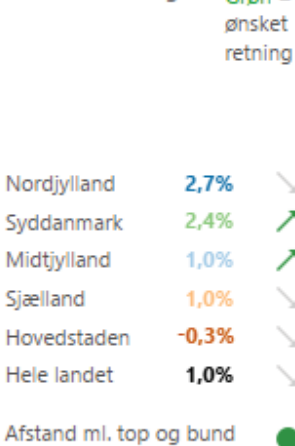 Grøn =
ønsket
retning
Nordjylland 2,7%
Syddanmark 2,4%
Midtjylland 1,0%
Sjælland 1,0%
Hovedstaden -0,3%
Hele landet 1,0%
Afstand ml. top og bund